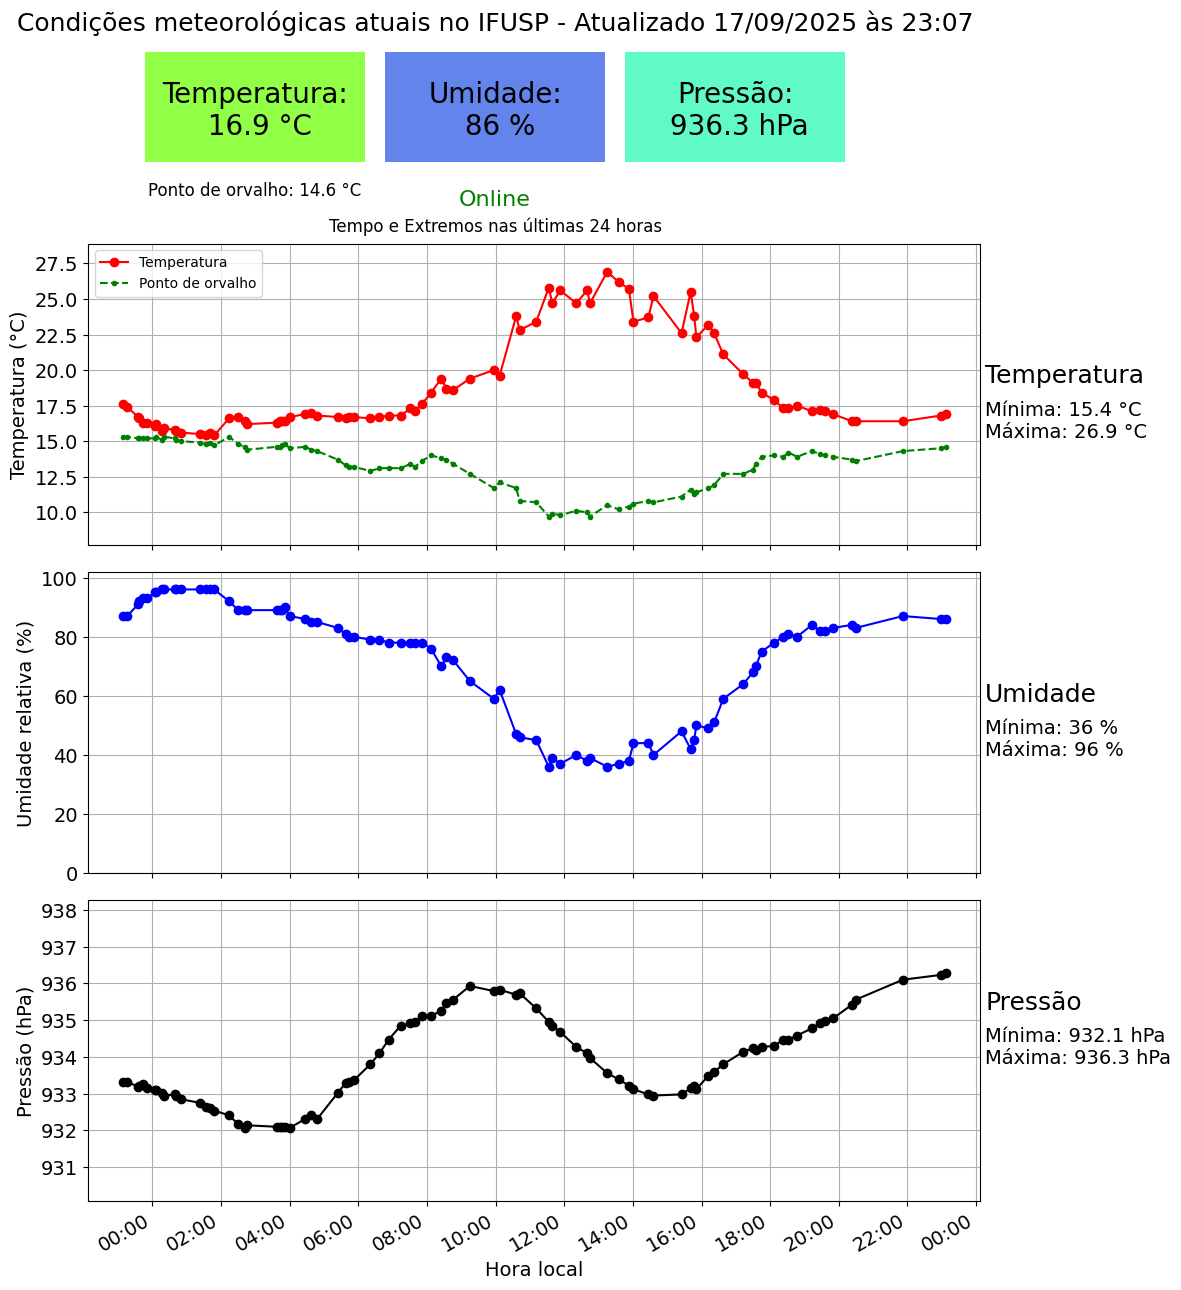 Condições meteorológicas atuais no IFUSP - Atualizado 17/09/2025 às 23:07
Temperatura:
16.9 °C
Umidade:
86 %
Pressão:
936.3 hPa
Ponto de orvalho: 14.6 °C
Online
Tempo e Extremos nas últimas 24 horas
Temperatura
Ponto de orvalho
Temperatura (°C)
27.5
25.0
22.5
20.0
17.5
15.0
12.5
10.0
Temperatura
Mínima: 15.4 °C
Máxima: 26.9 °C
Umidade relativa (%)
100
80
60
40
20
0
Umidade
Mínima: 36 %
Máxima: 96 %
Pressão (hPa)
938
937
936
935
934
933
932
931
Pressão
Mínima: 932.1 hPa
Máxima: 936.3 hPa
00:00 02:00 04:00 06:00 08:00 10:00 12:00 14:00 16:00 18:00 20:00 22:00 00:00
Hora local